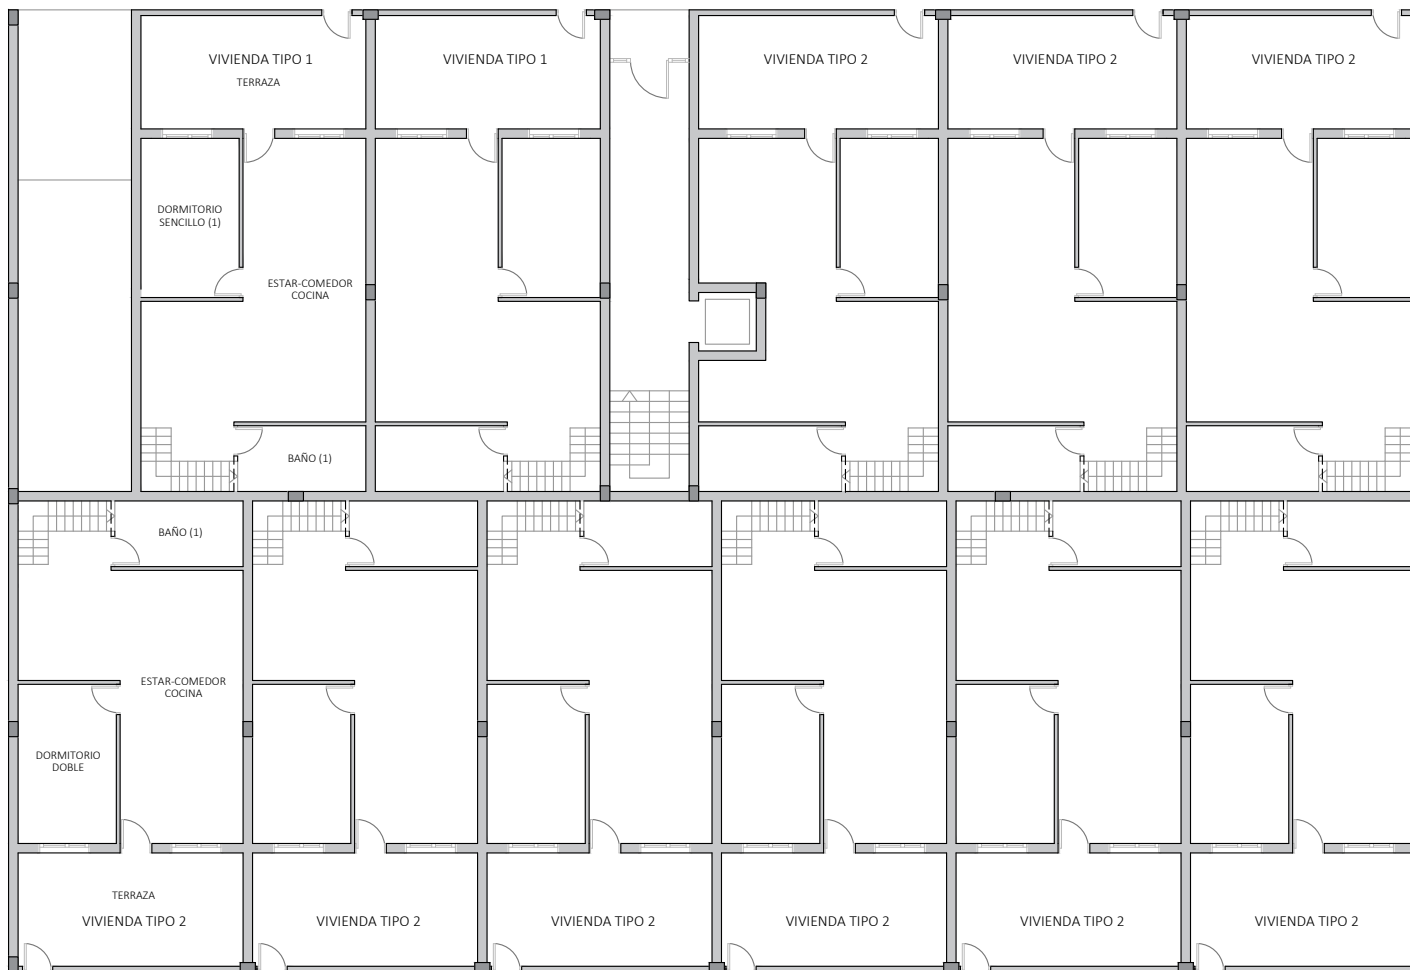 VIVIENDA TIPO 1
VIVIENDA TIPO 1
VIVIENDA TIPO 2
VIVIENDA TIPO 2
VIVIENDA TIPO 2
TERRAZA
DORMITORIO
SENCILLO (1)
ESTAR-COMEDOR
COCINA
BAÑO (1)
BAÑO (1)
ESTAR-COMEDOR
COCINA
DORMITORIO
DOBLE
TERRAZA
VIVIENDA TIPO 2
VIVIENDA TIPO 2
VIVIENDA TIPO 2
VIVIENDA TIPO 2
VIVIENDA TIPO 2
VIVIENDA TIPO 2